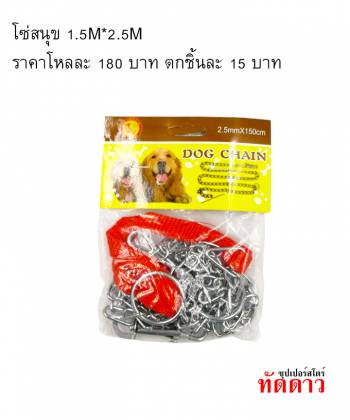 โซ่สนุข 1.5M*2.5M
ราคาโหลละ 180 บาท ตกชิ้นละ 15 บาท
2.5mmX150cm
DOG CHAIN
ซุปเปอร์สโตร์
ทัดดาว